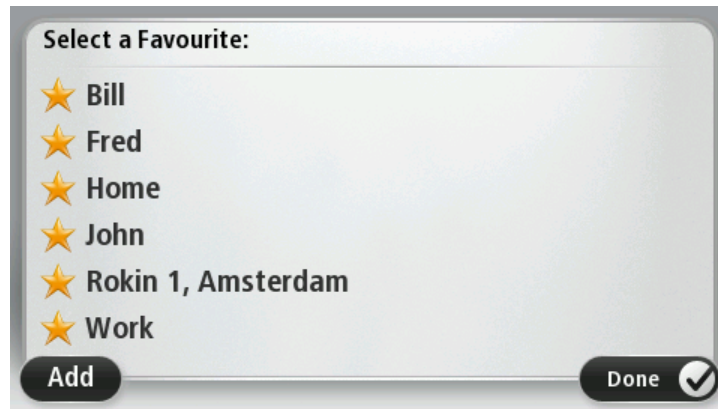 Select a Favourite:
Bill
Fred
Home
John
Rokin 1, Amsterdam
Work
Add
Done